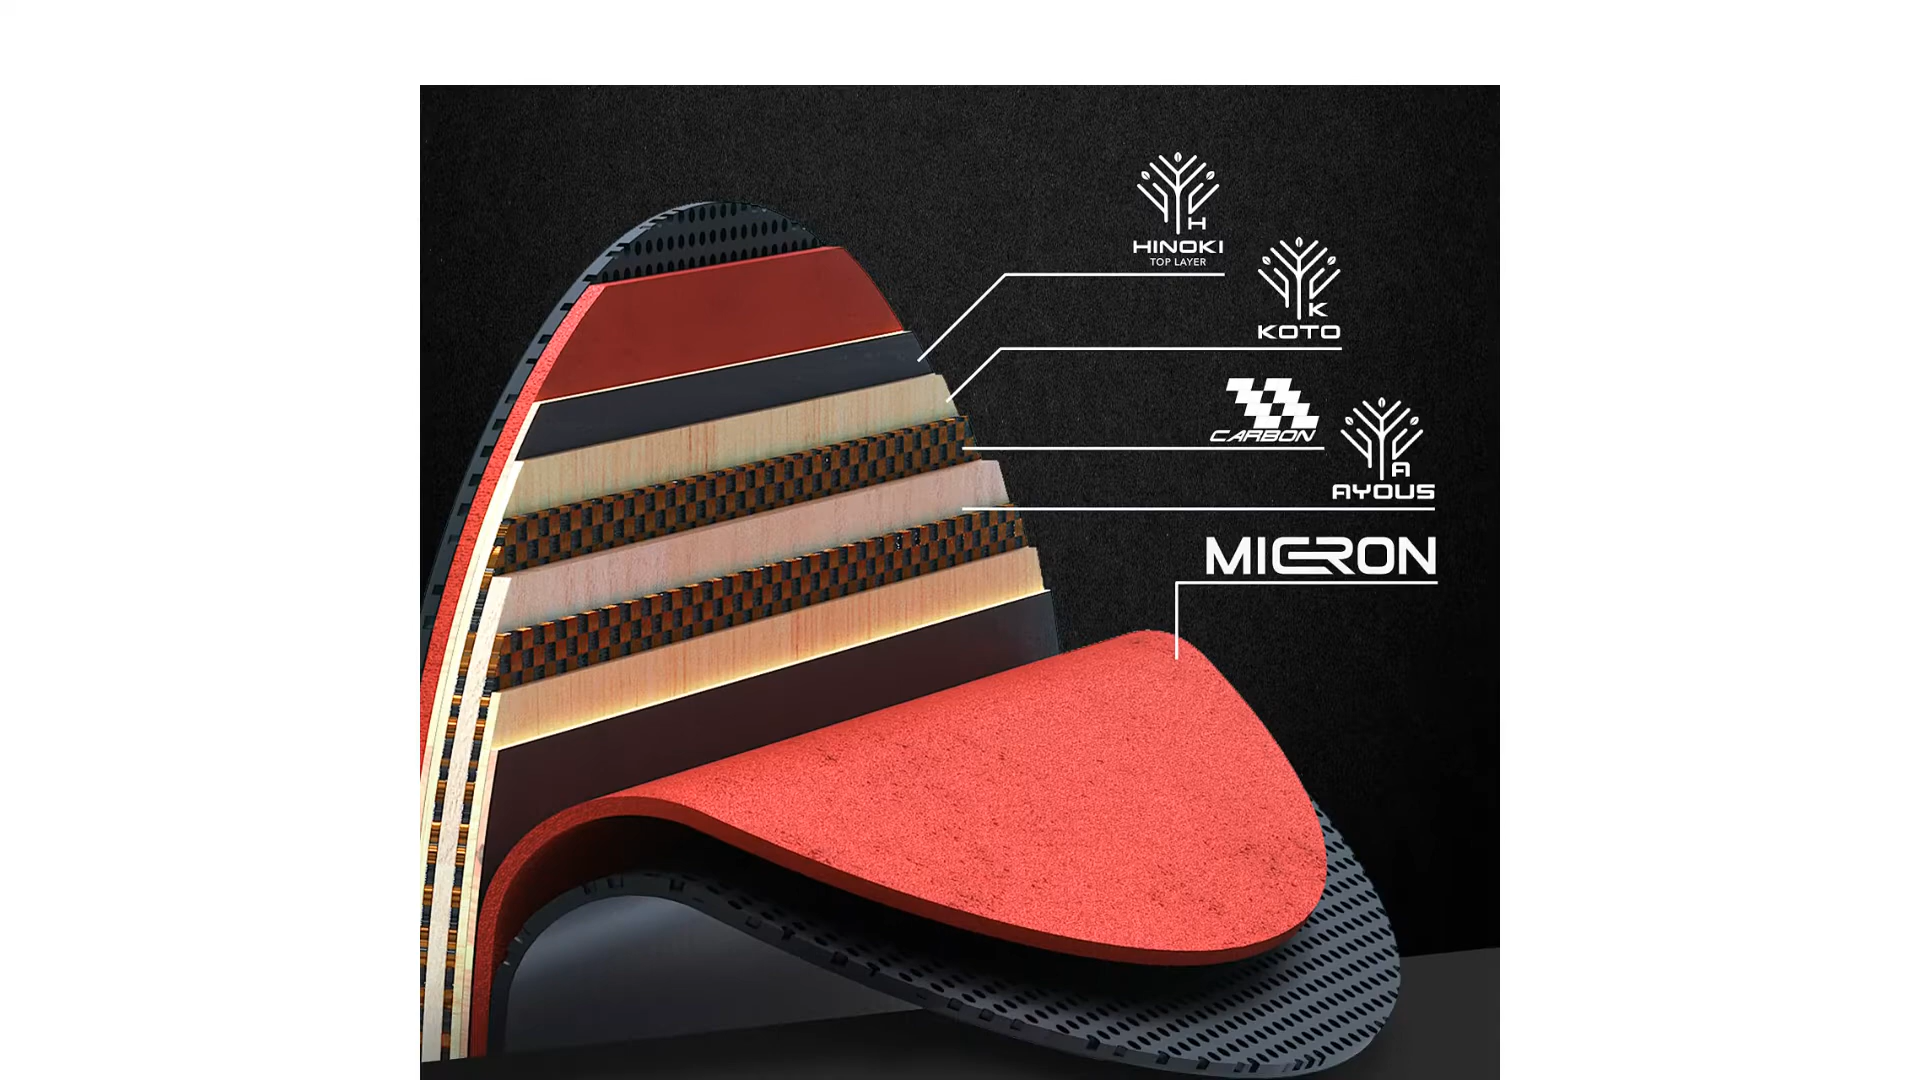 H
HINOKI
TOP LAYER
K
KOTO
CARBON
A
AYOUS
MICRON